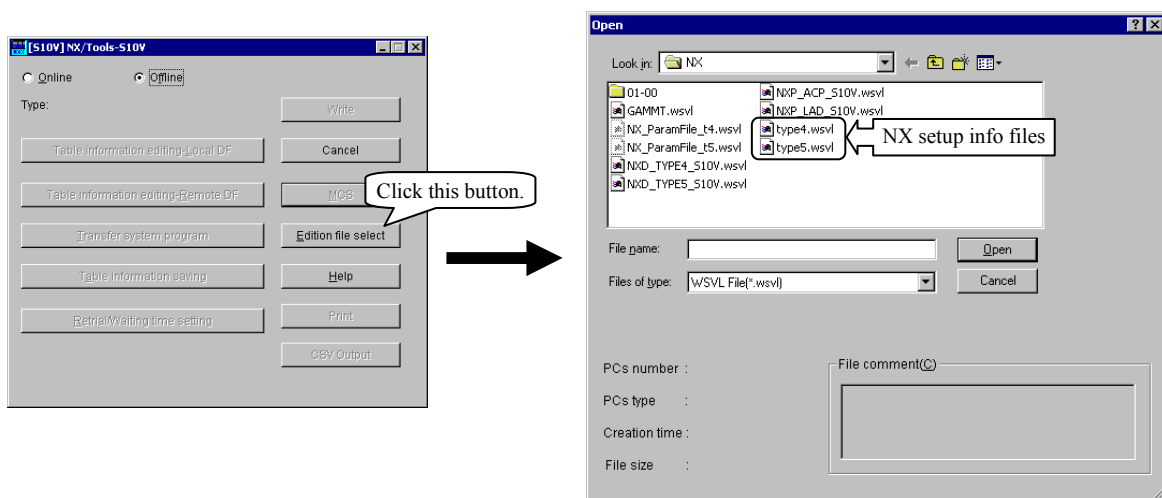 [S10V] NX/Tools-S10V
Online
Offline
Type:
Write
Table information editing-Local DF
Cancel
Table information editing-Remote DF
MCS
Click this button.
Transfer system program
Edition file select
Table information saving
Help
Retrial/Waiting time setting
Print
CSV Output
Open
Look in:
NX
01-00
GAMMT.wsvl
NX_ParamFile_t4.wsvl
NX_ParamFile_t5.wsvl
NXD_TYPE4_S10V.wsvl
NXD_TYPE5_S10V.wsvl
NXP_ACP_S10V.wsvl
NXP_LAD_S10V.wsvl
type4.wsvl
type5.wsvl
NX setup info files
File name:
Open
Files of type:
WSVL File(*.wsvl)
Cancel
PCs number :
PCs type :
Creation time :
File size :
File comment(C)